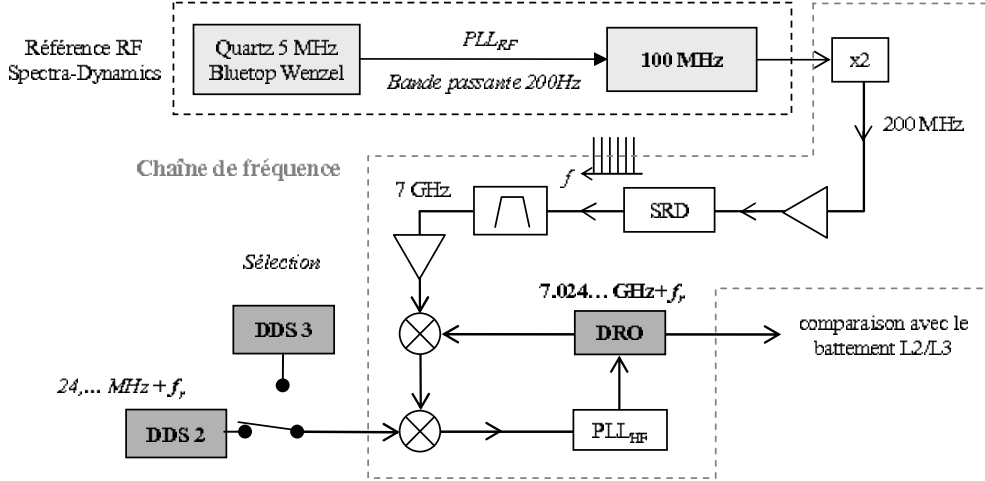 Référence RF
Spectra-Dynamics
Quartz 5 MHz
Bluetop Wenzel
PLL_RF
Bande passante 200Hz
100 MHz
x2
200 MHz
Chaîne de fréquence
f
7 GHz
SRD
Sélection
7.024… GHz+f_r
DDS 3
DRO
comparaison avec le
battement L2/L3
24,… MHz + f_r
DDS 2
PLL_HF